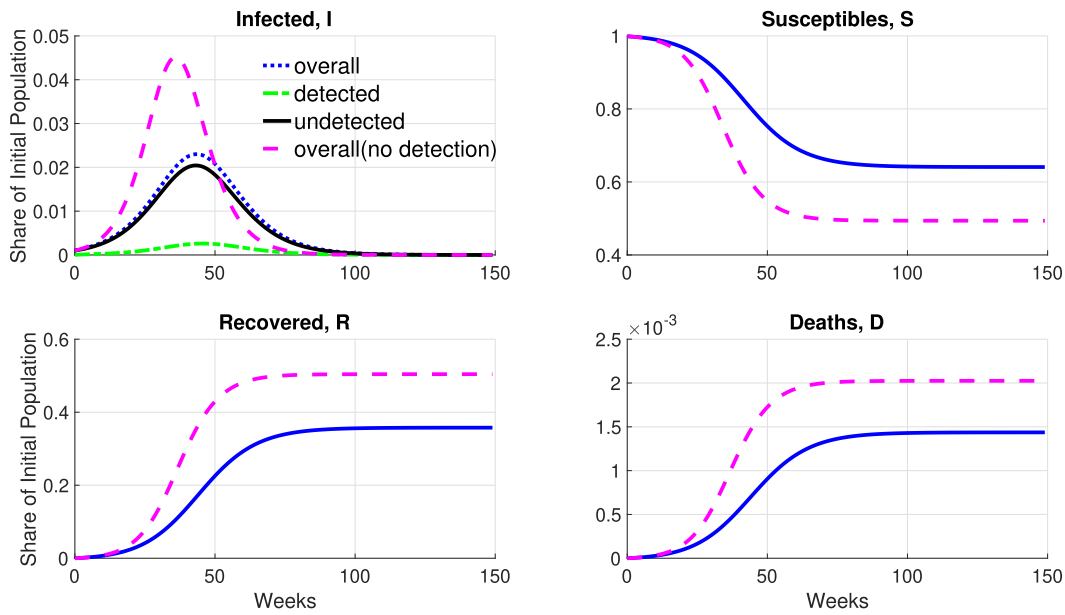 Infected, I
Share of Initial Population
0.05
0.04
0.03
0.02
0.01
0
0 50 100 150
overall
detected
undetected
overall(no detection)
Susceptibles, S
1
0.8
0.6
0.4
0 50 100 150
Recovered, R
Share of Initial Population
0.6
0.4
0.2
0
0 50 100 150
Weeks
Deaths, D
×10⁻³
2.5
2
1.5
1
0.5
0
0 50 100 150
Weeks